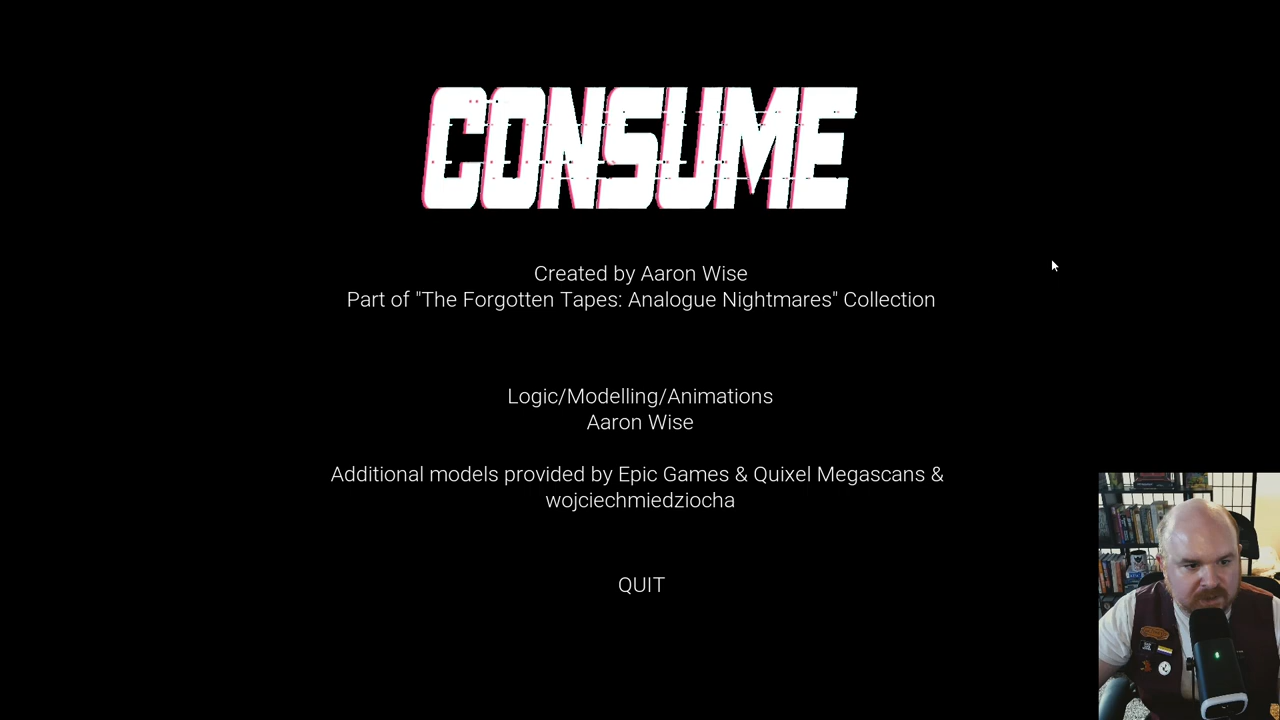 CONSUME
Created by Aaron Wise
Part of "The Forgotten Tapes: Analogue Nightmares" Collection
Logic/Modelling/Animations
Aaron Wise
Additional models provided by Epic Games & Quixel Megascans &
wojciechmiedziocha
QUIT